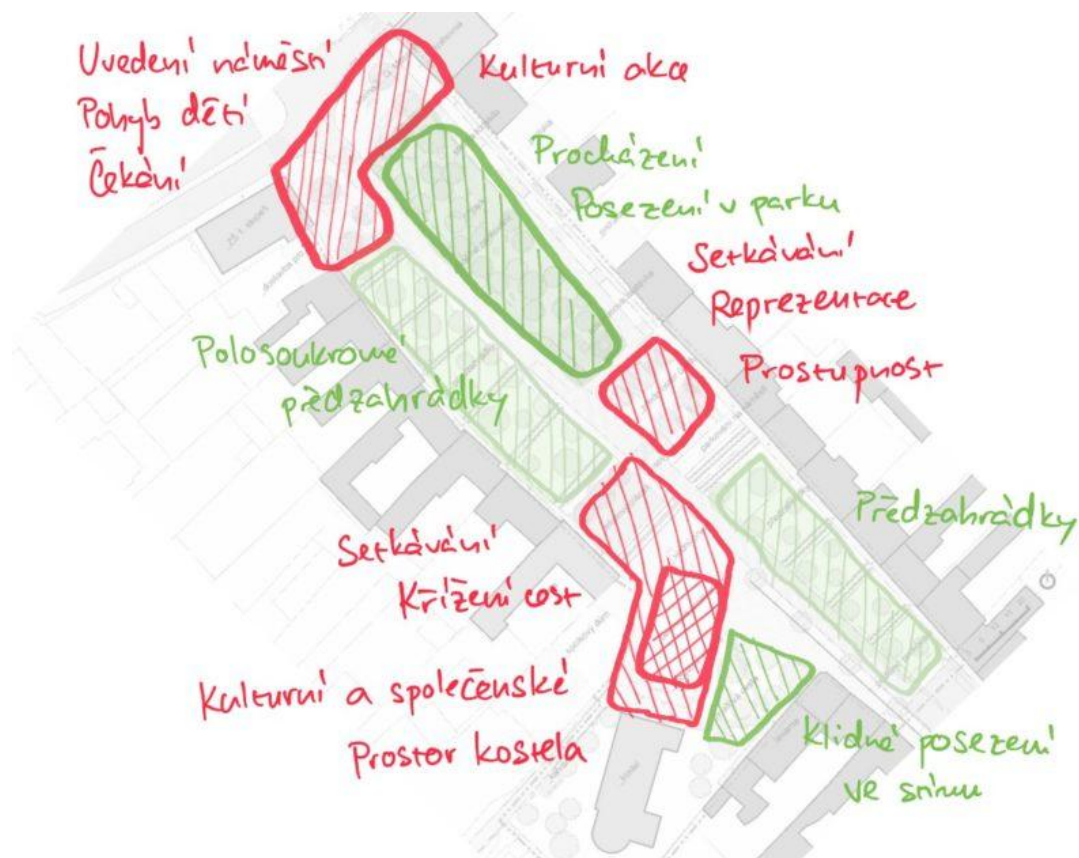 Uvedení náměstí
Pohyb dětí
Čekání
Kulturní akce
Procházení
Posezení v parku
Setkávání
Reprezentace
Prostupnost
Polosoukromé
předzahrádky
Předzahrádky
Setkávání
Křížení cest
Kulturní a společenské
Prostor kostela
Klidné posezení
ve stínu